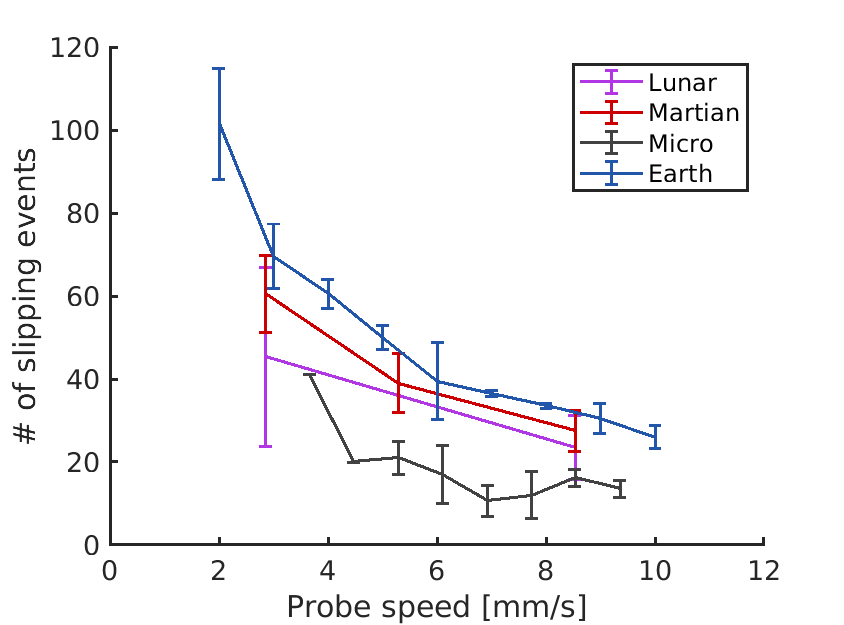 120
100
80
60
40
20
0
# of slipping events
Lunar
Martian
Micro
Earth
0 2 4 6 8 10 12
Probe speed [mm/s]